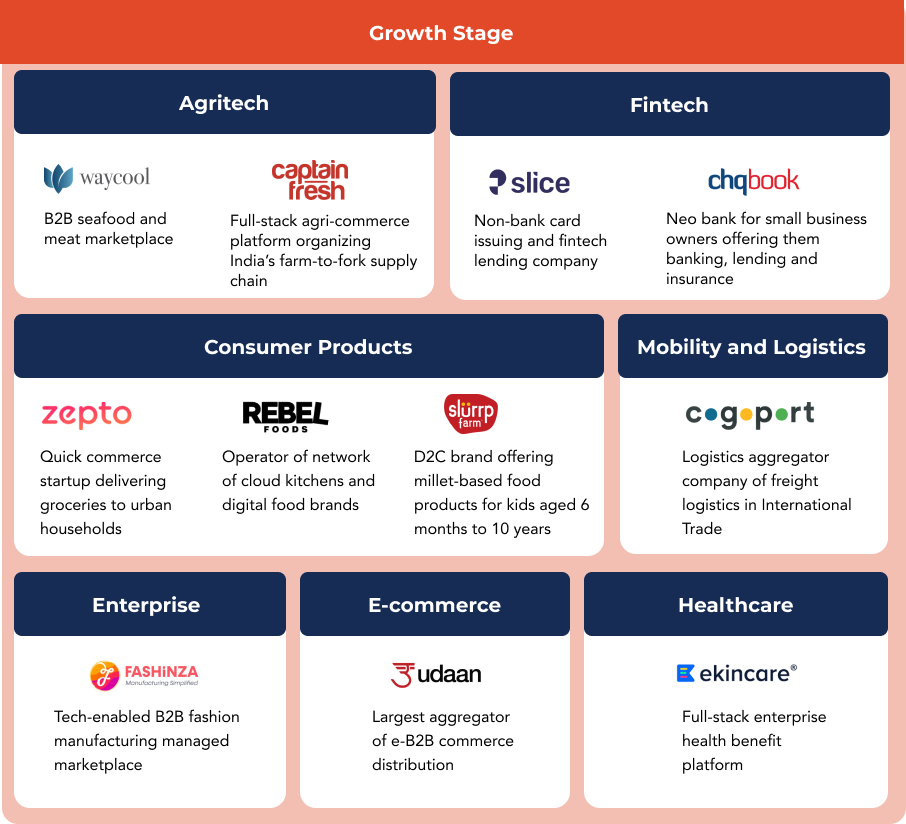 Growth Stage
Agritech
waycool
B2B seafood and
meat marketplace
captain
fresh
Full-stack agri-commerce
platform organizing
India's farm-to-fork supply
chain
Fintech
slice
Non-bank card
issuing and fintech
lending company
chqbook
Neo bank for small business
owners offering them
banking, lending and
insurance
Consumer Products
zepto
Quick commerce
startup delivering
groceries to urban
households
REBEL
FOODS
Operator of network
of cloud kitchens and
digital food brands
slürrp
farm
D2C brand offering
millet-based food
products for kids aged 6
months to 10 years
Mobility and Logistics
cogoport
Logistics aggregator
company of freight
logistics in International
Trade
Enterprise
FASHiNZA
Manufacturing Simplified
Tech-enabled B2B fashion
manufacturing managed
marketplace
E-commerce
उ udaan
Largest aggregator
of e-B2B commerce
distribution
Healthcare
ekincare®
Full-stack enterprise
health benefit
platform